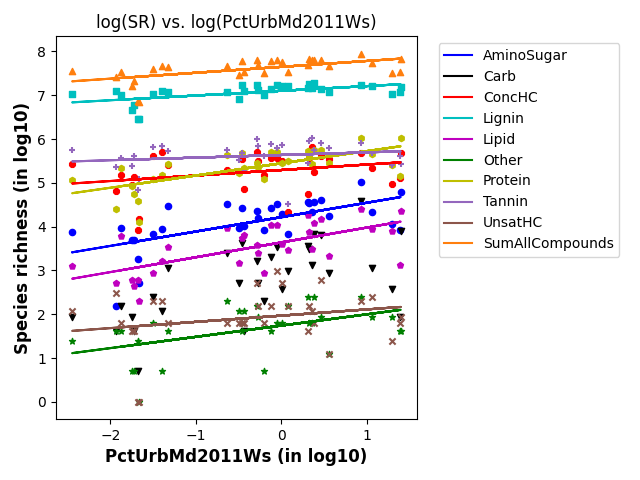 log(SR) vs. log(PctUrbMd2011Ws)
Species richness (in log10)
8
7
6
5
4
3
2
1
0
−2
−1
0
1
PctUrbMd2011Ws (in log10)
AminoSugar
Carb
ConcHC
Lignin
Lipid
Other
Protein
Tannin
UnsatHC
SumAllCompounds